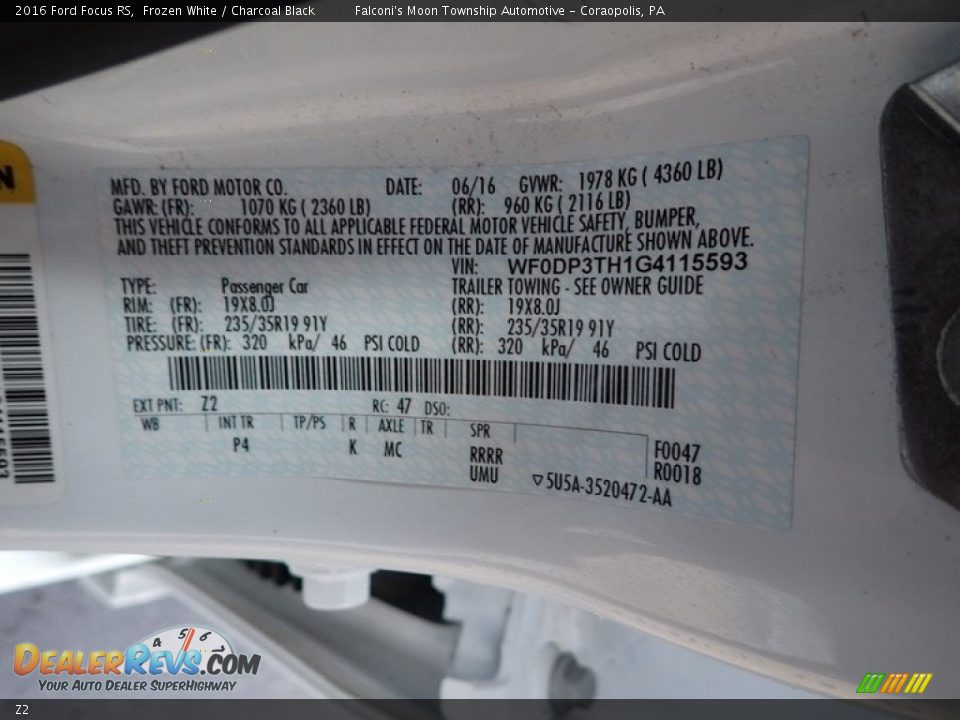 2016 Ford Focus RS, Frozen White / Charcoal Black Falconi's Moon Township Automotive - Coraopolis, PA
MFD. BY FORD MOTOR CO. DATE: 06/16 GVWR: 1978 KG ( 4360 LB)
GAWR: (FR): 1070 KG ( 2360 LB) (RR): 960 KG ( 2116 LB)
THIS VEHICLE CONFORMS TO ALL APPLICABLE FEDERAL MOTOR VEHICLE SAFETY, BUMPER,
AND THEFT PREVENTION STANDARDS IN EFFECT ON THE DATE OF MANUFACTURE SHOWN ABOVE.
VIN: WF0DP3TH1G4115593
TYPE: Passenger Car TRAILER TOWING - SEE OWNER GUIDE
RIM: (FR): 19X8.0J (RR): 19X8.0J
TIRE: (FR): 235/35R19 91Y (RR): 235/35R19 91Y
PRESSURE: (FR): 320 kPa/ 46 PSI COLD (RR): 320 kPa/ 46 PSI COLD
EXT PNT: Z2 RC: 47 DSO:
WB INT TR TP/PS R AXLE TR SPR
P4 K MC RRRR F0047
UMU R0018
▽5U5A-3520472-AA
DEALERREVS.COM
YOUR AUTO DEALER SUPERHIGHWAY
Z2